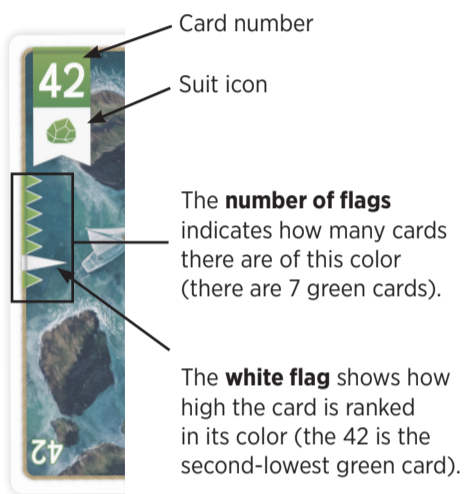 Card number
42
Suit icon
The number of flags
indicates how many cards
there are of this color
(there are 7 green cards).
The white flag shows how
high the card is ranked
in its color (the 42 is the
second-lowest green card).
42